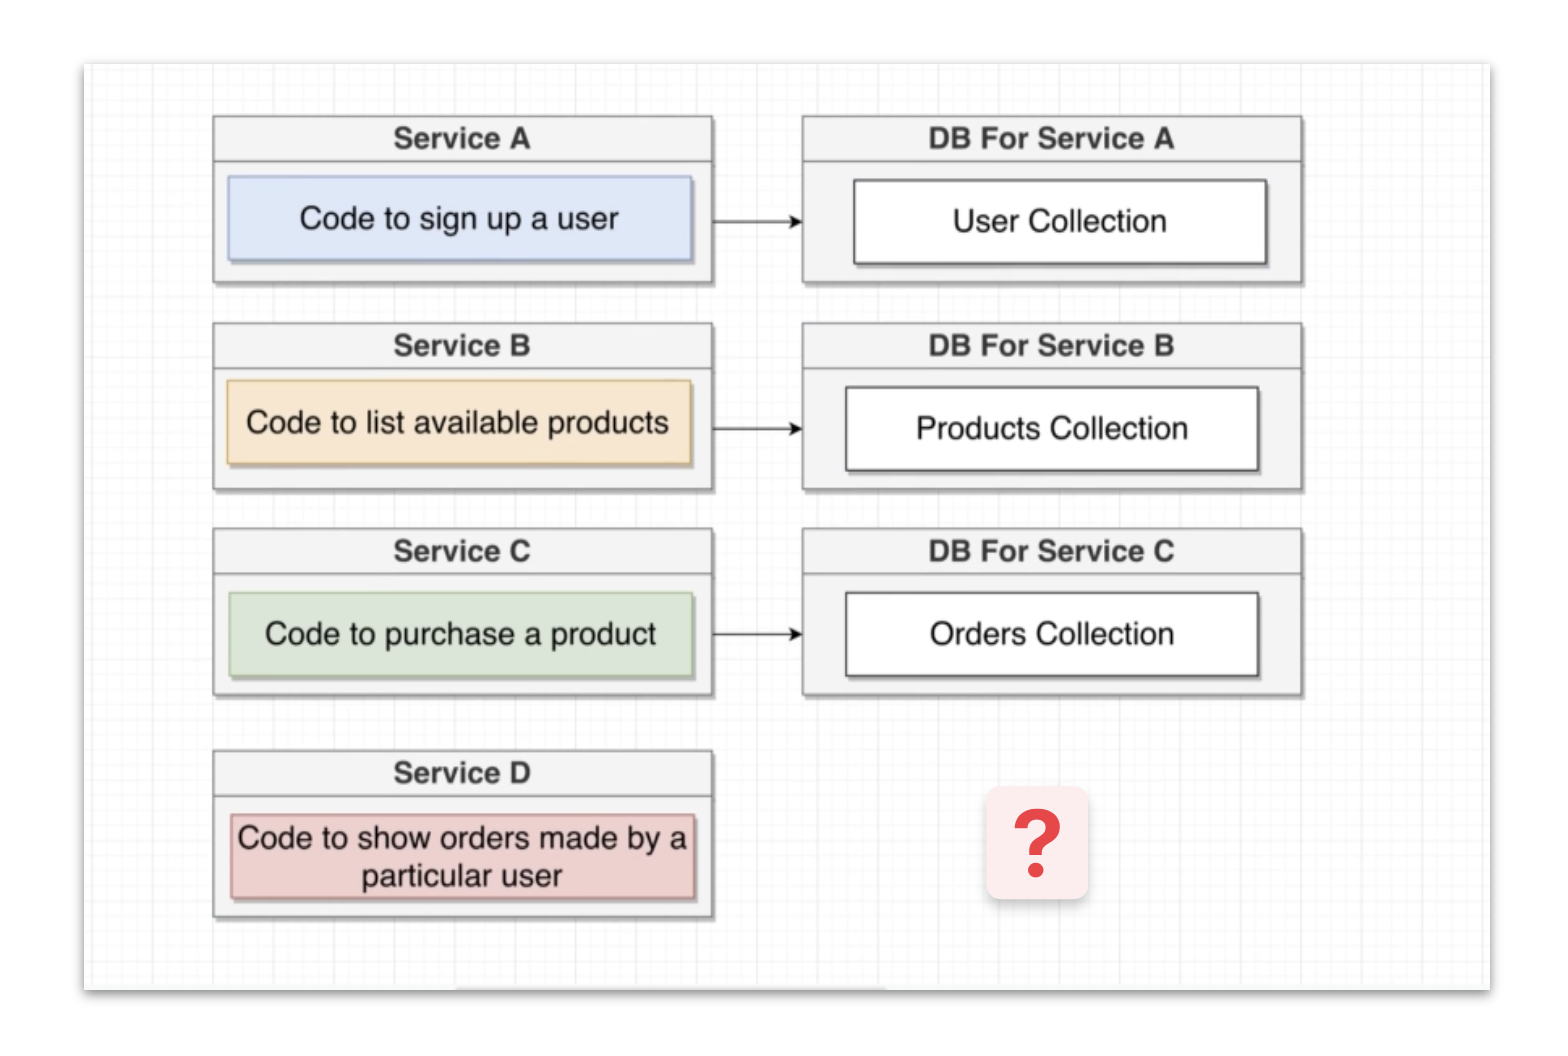 Service A
DB For Service A
Code to sign up a user
User Collection
Service B
DB For Service B
Code to list available products
Products Collection
Service C
DB For Service C
Code to purchase a product
Orders Collection
Service D
Code to show orders made by a
particular user
?